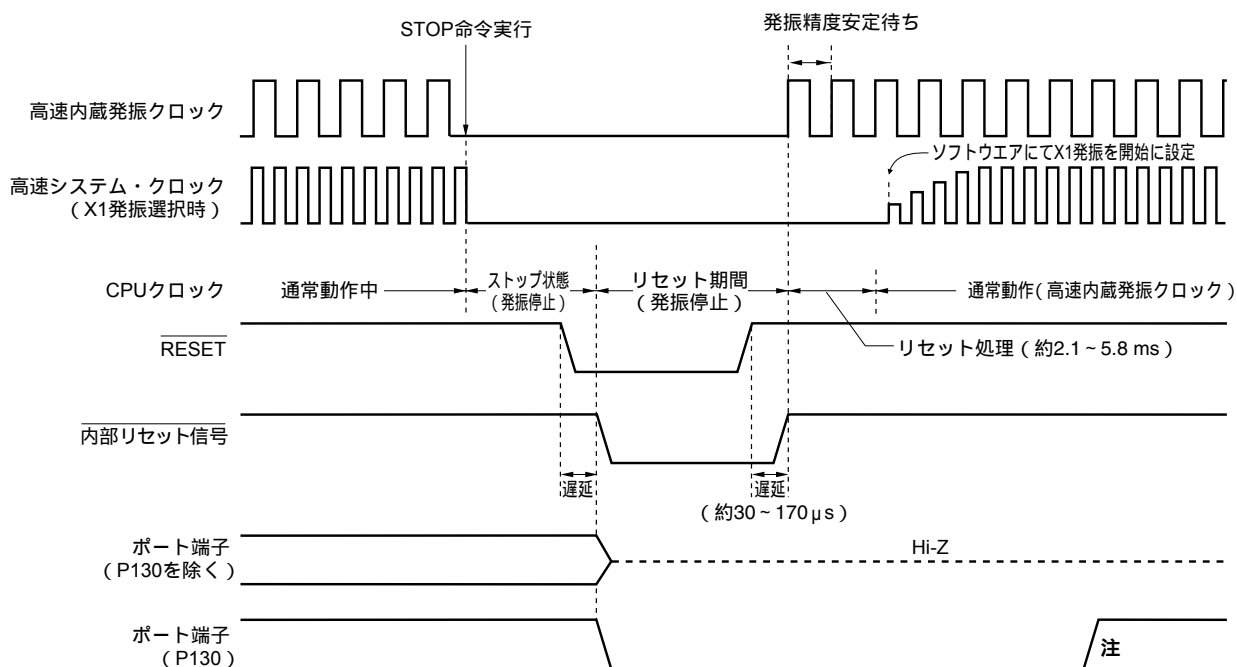 STOP命令実行
発振精度安定待ち
高速内蔵発振クロック
ソフトウエアにてX1発振を開始に設定
高速システム・クロック
（X1発振選択時）
CPUクロック
通常動作中
ストップ状態
（発振停止）
リセット期間
（発振停止）
通常動作（高速内蔵発振クロック）
RESET
リセット処理（約2.1～5.8 ms）
内部リセット信号
遅延
遅延
（約30～170μs）
ポート端子
（P130を除く）
Hi-Z
ポート端子
（P130）
注